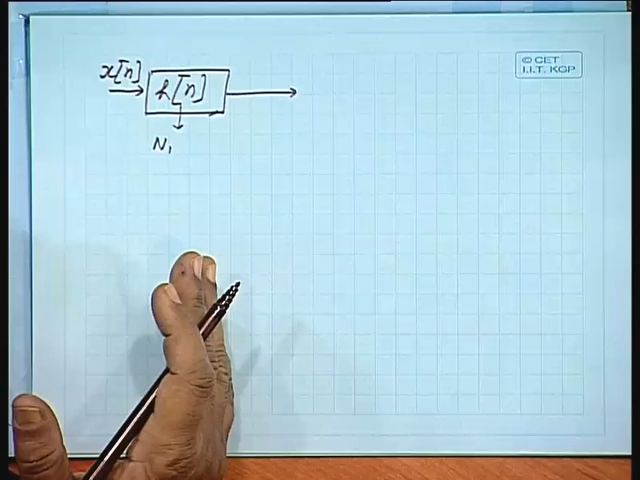 x[n]
h[n]
N₁
© CET
I.I.T. KGP